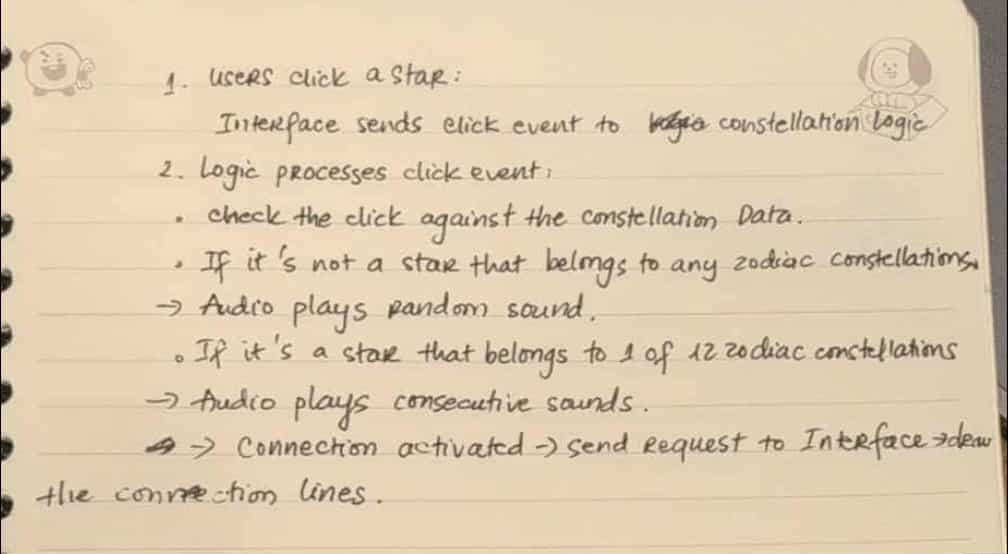 1. Users click a star:
Interface sends click event to constellation Logic
2. Logic processes click event:
• check the click against the constellation Data.
• If it's not a star that belongs to any zodiac constellations.
→ Audio plays random sound.
• If it's a star that belongs to 1 of 12 zodiac constellations
→ Audio plays consecutive sounds.
→ Connection activated → send request to Interface → draw
the connection lines.